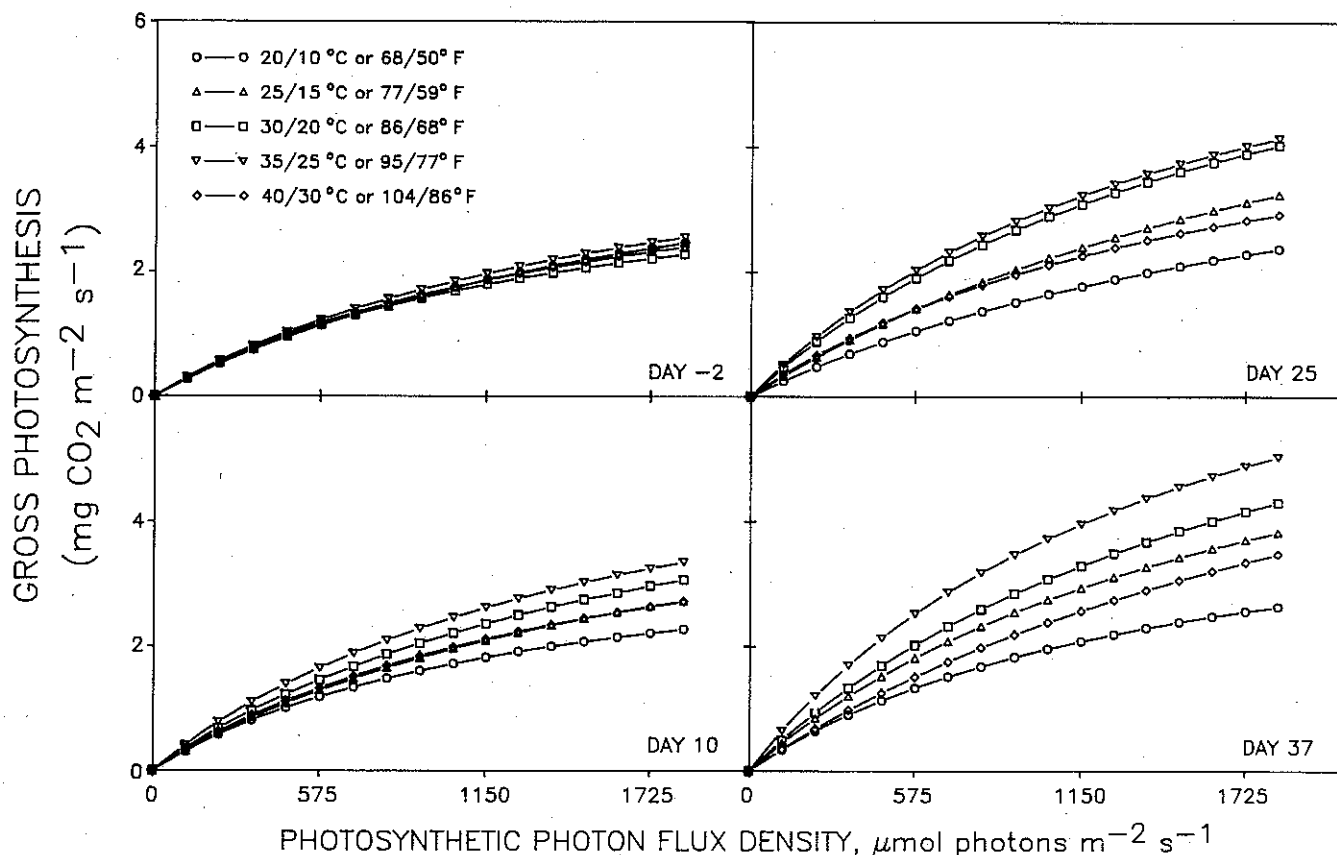 GROSS PHOTOSYNTHESIS
(mg CO2 m−2 s−1)
6
4
2
0
20/10 °C or 68/50° F
25/15 °C or 77/59° F
30/20 °C or 86/68° F
35/25 °C or 95/77° F
40/30 °C or 104/86° F
DAY −2
DAY 25
4
2
0
DAY 10
DAY 37
0 575 1150 1725 0 575 1150 1725
PHOTOSYNTHETIC PHOTON FLUX DENSITY, μmol photons m−2 s−1